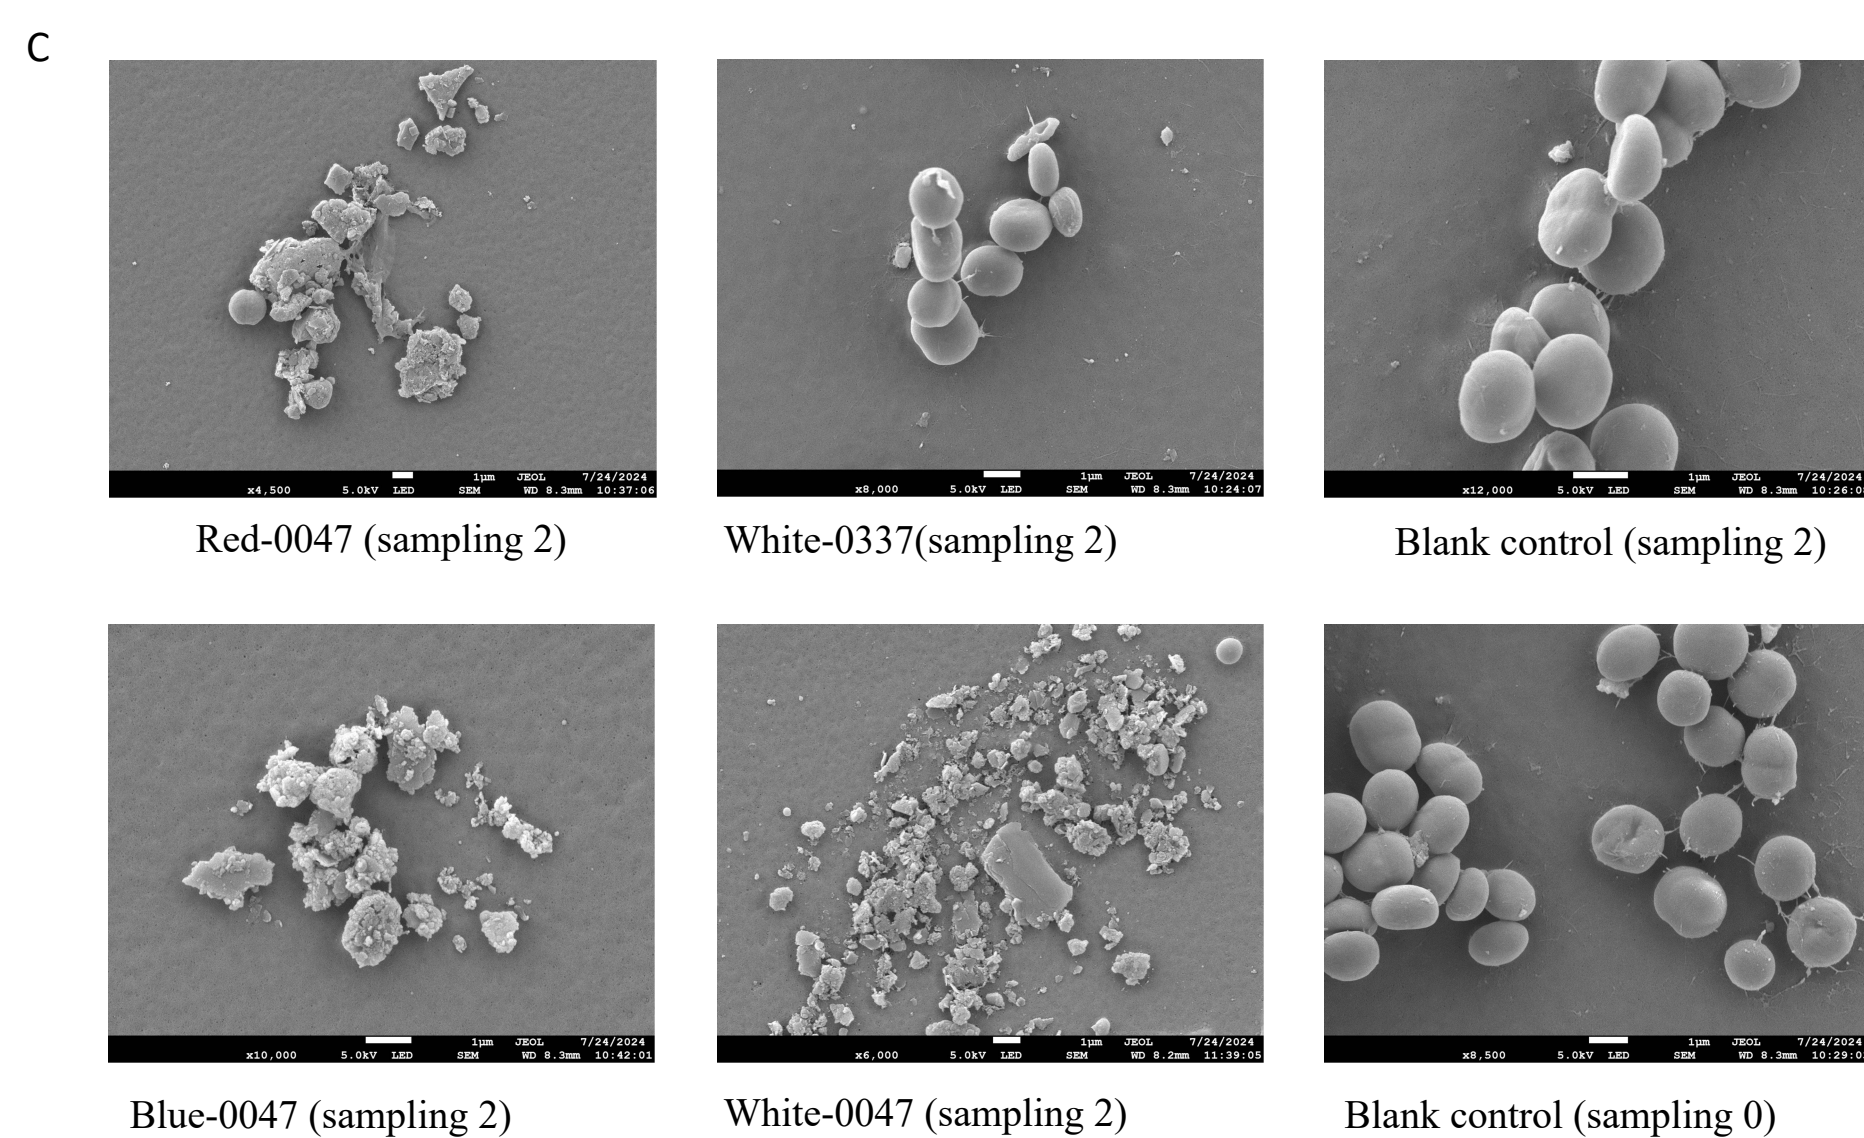 C
1μm JEOL 7/24/2024
x4,500 5.0kV LED SEM WD 8.3mm 10:37:06
1μm JEOL 7/24/2024
x8,000 5.0kV LED SEM WD 8.3mm 10:24:07
1μm JEOL 7/24/2024
x12,000 5.0kV LED SEM WD 8.3mm
Red-0047 (sampling 2)
White-0337(sampling 2)
Blank control (sampling 2)
1μm JEOL 7/24/2024
x10,000 5.0kV LED SEM WD 8.3mm 10:42:01
1μm JEOL 7/24/2024
x6,000 5.0kV LED SEM WD 8.2mm 11:39:05
1μm JEOL 7/24/2024
x8,500 5.0kV LED SEM WD 8.3mm
Blue-0047 (sampling 2)
White-0047 (sampling 2)
Blank control (sampling 0)